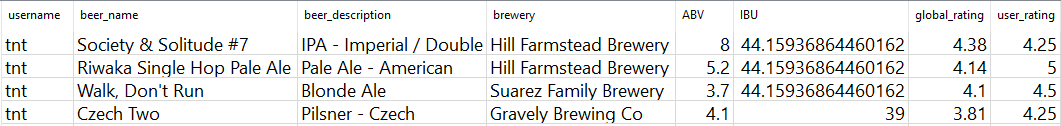 username beer_name beer_description brewery ABV IBU global_rating user_rating
tnt Society & Solitude #7 IPA - Imperial / Double Hill Farmstead Brewery 8 44.15936864460162 4.38 4.25
tnt Riwaka Single Hop Pale Ale Pale Ale - American Hill Farmstead Brewery 5.2 44.15936864460162 4.14 5
tnt Walk, Don't Run Blonde Ale Suarez Family Brewery 3.7 44.15936864460162 4.1 4.5
tnt Czech Two Pilsner - Czech Gravely Brewing Co 4.1 39 3.81 4.25